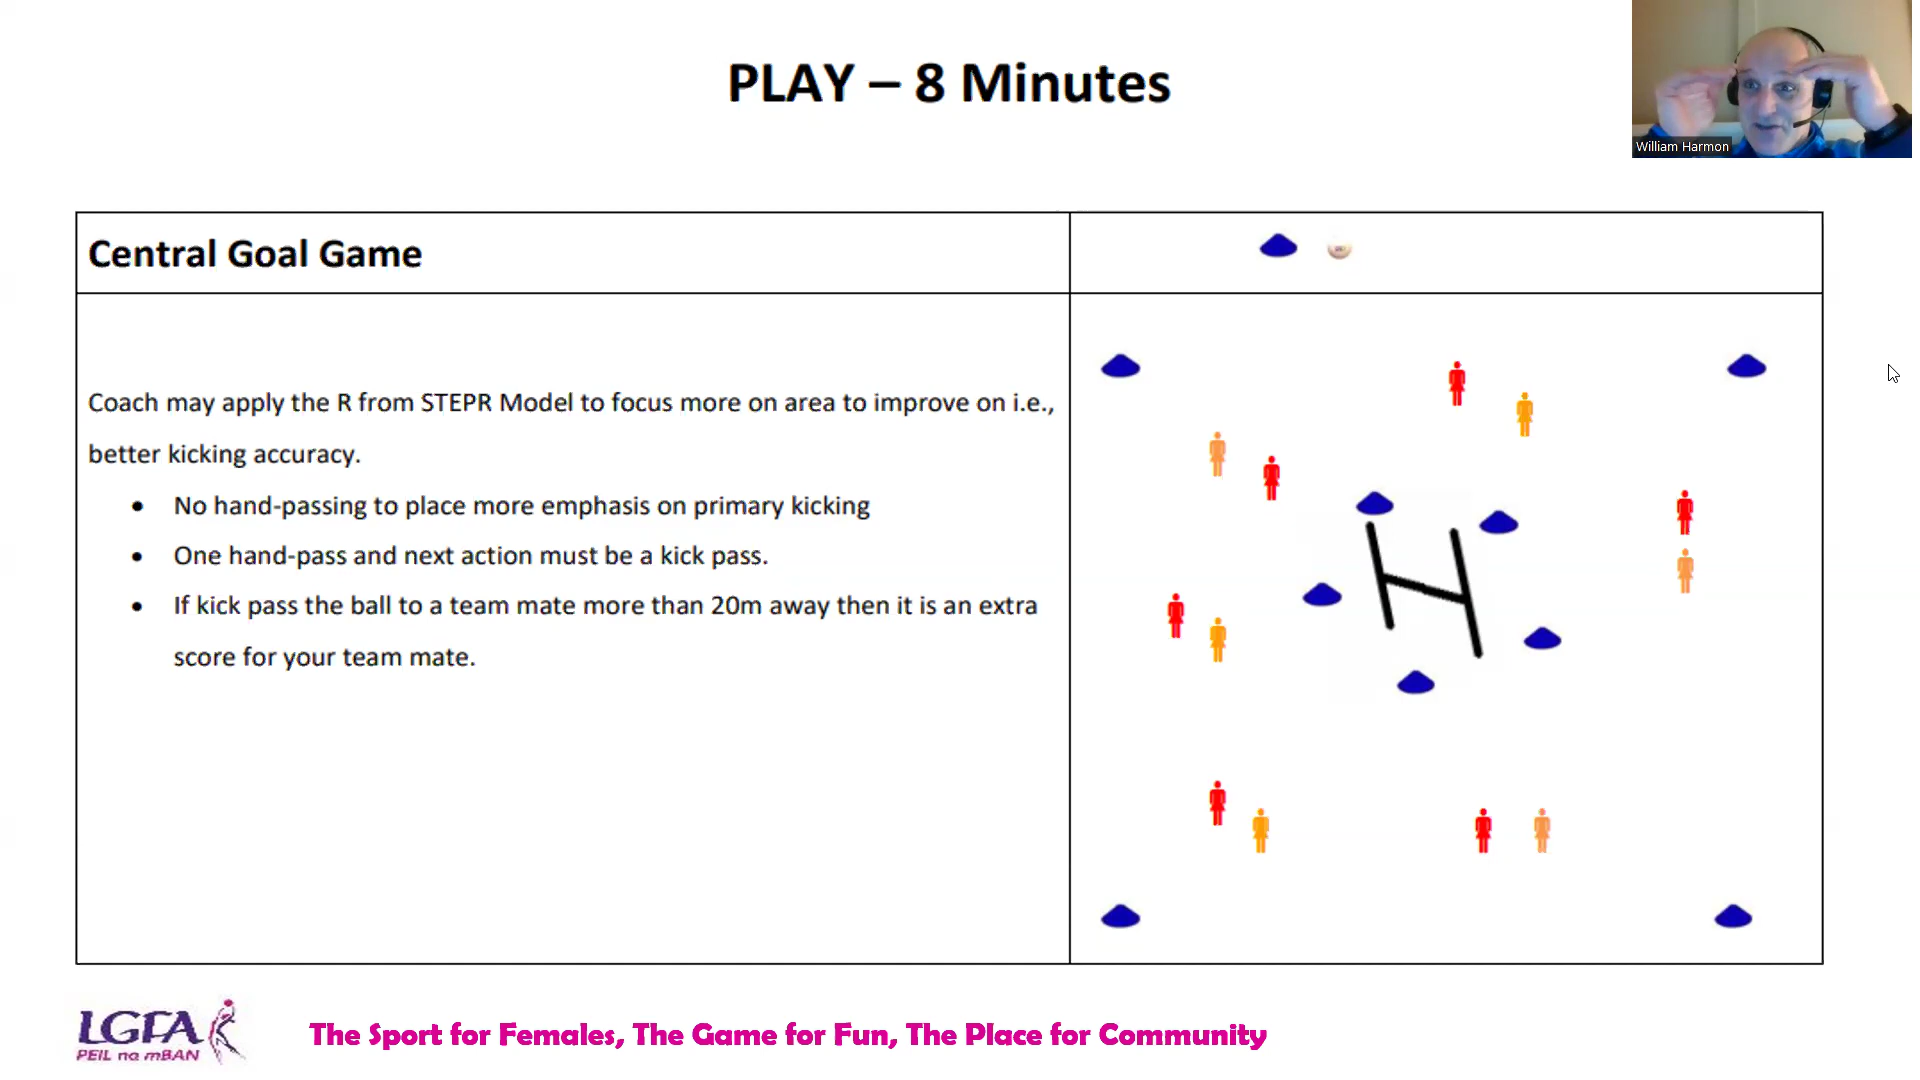 PLAY – 8 Minutes
William Harmon
Central Goal Game
Coach may apply the R from STEPR Model to focus more on area to improve on i.e.,
better kicking accuracy.
• No hand-passing to place more emphasis on primary kicking
• One hand-pass and next action must be a kick pass.
• If kick pass the ball to a team mate more than 20m away then it is an extra
score for your team mate.
LGFA
PEIL na mBAN
The Sport for Females, The Game for Fun, The Place for Community